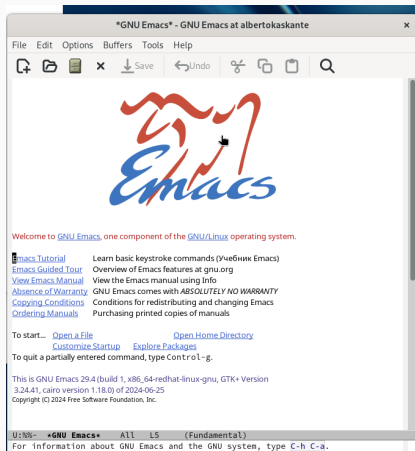 *GNU Emacs* - GNU Emacs at albertokaskante ×
File Edit Options Buffers Tools Help
Save Undo
Emacs
Welcome to GNU Emacs, one component of the GNU/Linux operating system.
Emacs Tutorial Learn basic keystroke commands (Учебник Emacs)
Emacs Guided Tour Overview of Emacs features at gnu.org
View Emacs Manual View the Emacs manual using Info
Absence of Warranty GNU Emacs comes with ABSOLUTELY NO WARRANTY
Copying Conditions Conditions for redistributing and changing Emacs
Ordering Manuals Purchasing printed copies of manuals
To start... Open a File Open Home Directory
Customize Startup Explore Packages
To quit a partially entered command, type Control-g.
This is GNU Emacs 29.4 (build 1, x86_64-redhat-linux-gnu, GTK+ Version
3.24.41, cairo version 1.18.0) of 2024-06-25
Copyright (C) 2024 Free Software Foundation, Inc.
U:%%- *GNU Emacs* All L5 (Fundamental)
For information about GNU Emacs and the GNU system, type C-h C-a.